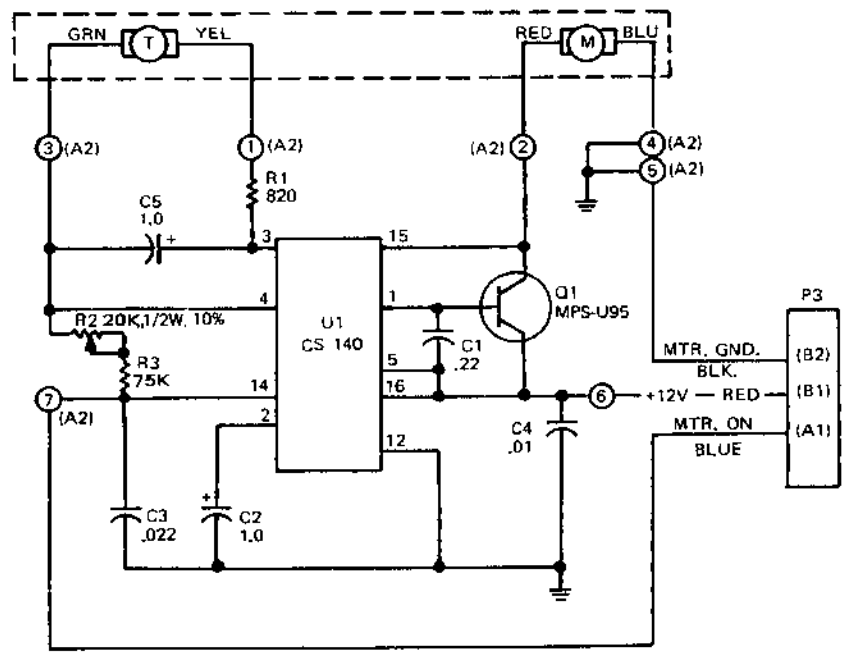 GRN T YEL
RED M BLU
3 (A2)
1 (A2)
(A2) 2
4 (A2)
5 (A2)
R1
820
C5
1.0
+
3
15
4
1
Q1
MPS-U95
P3
R2 20K,1/2W, 10%
U1
CS 140
C1
.22
MTR. GND.
BLK.
(B2)
R3
75K
5
7
(A2)
14
16
6
+12V — RED
(B1)
2
C4
.01
MTR. ON
BLUE
(A1)
12
+
C3
.022
C2
1.0